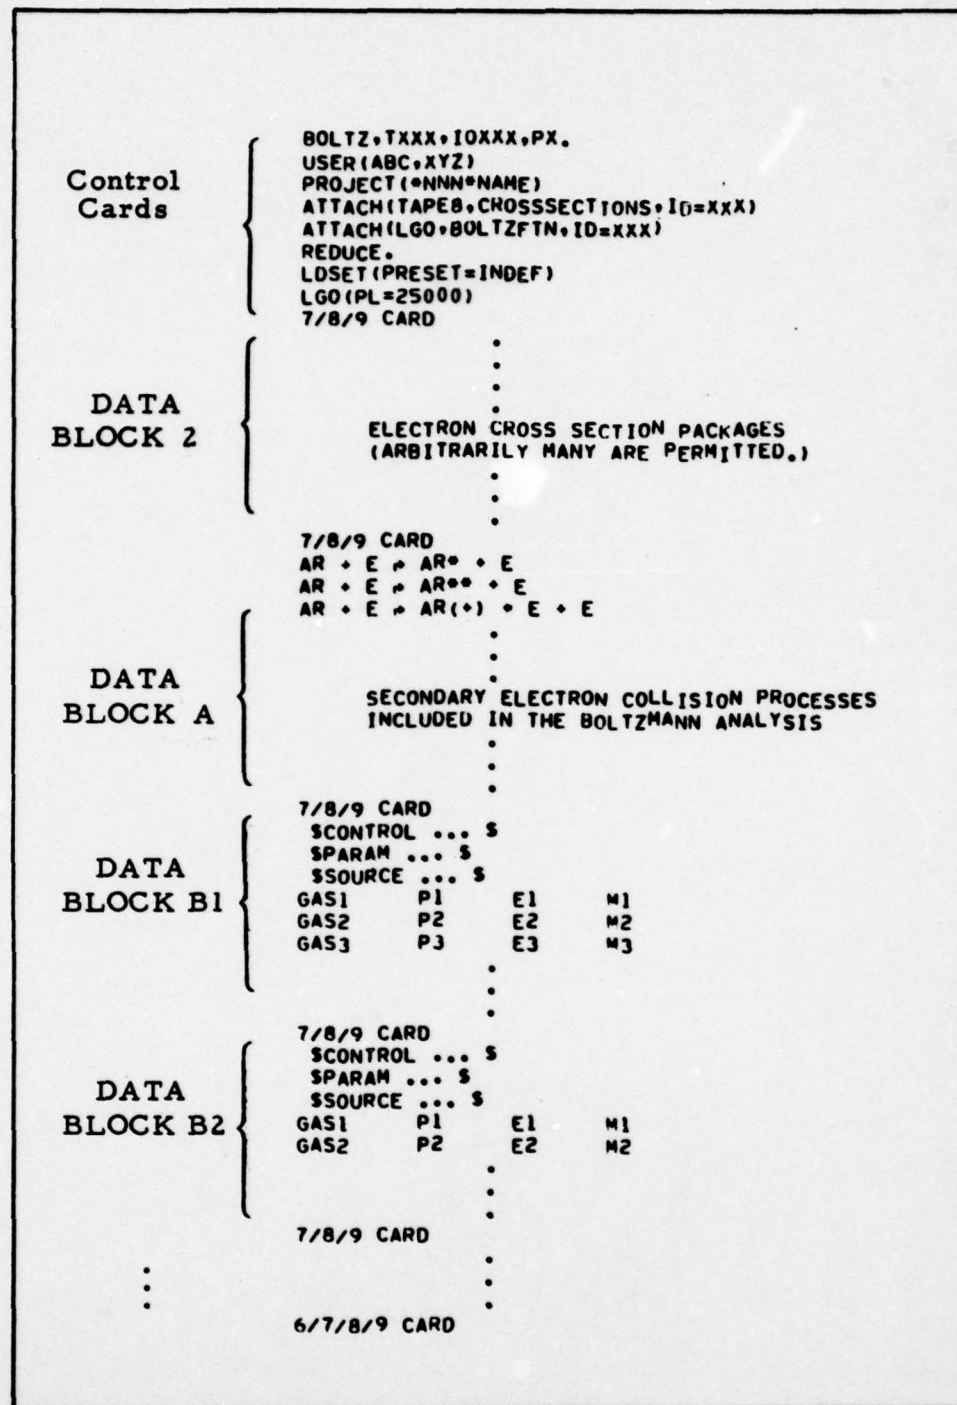 Control
Cards
BOLTZ,TXXX,IOXXX,PX.
USER(ABC,XYZ)
PROJECT(*NNN*NAME)
ATTACH(TAPE8,CROSSSECTIONS,ID=XXX)
ATTACH(LGO,BOLTZFTN,ID=XXX)
REDUCE.
LDSET(PRESET=INDEF)
LGO(PL=25000)
7/8/9 CARD
DATA
BLOCK 2
ELECTRON CROSS SECTION PACKAGES
(ARBITRARILY MANY ARE PERMITTED.)
7/8/9 CARD
AR + E → AR* + E
AR + E → AR** + E
AR + E → AR(+) + E + E
DATA
BLOCK A
SECONDARY ELECTRON COLLISION PROCESSES
INCLUDED IN THE BOLTZMANN ANALYSIS
7/8/9 CARD
$CONTROL ... $
$PARAM ... $
$SOURCE ... $
DATA
BLOCK B1
GAS1 P1 E1 M1
GAS2 P2 E2 M2
GAS3 P3 E3 M3
7/8/9 CARD
$CONTROL ... $
$PARAM ... $
$SOURCE ... $
DATA
BLOCK B2
GAS1 P1 E1 M1
GAS2 P2 E2 M2
7/8/9 CARD
6/7/8/9 CARD